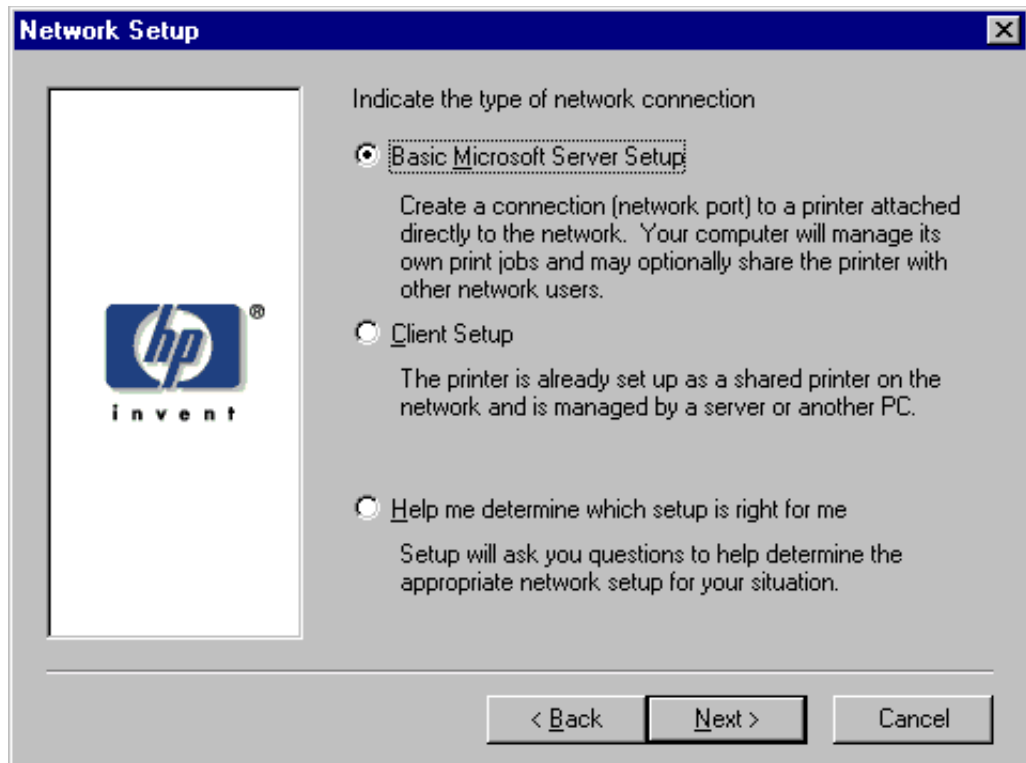 Network Setup
Indicate the type of network connection
Basic Microsoft Server Setup
Create a connection (network port) to a printer attached
directly to the network.  Your computer will manage its
own print jobs and may optionally share the printer with
other network users.
Client Setup
The printer is already set up as a shared printer on the
network and is managed by a server or another PC.
hp ®
invent
Help me determine which setup is right for me
Setup will ask you questions to help determine the
appropriate network setup for your situation.
< Back
Next >
Cancel